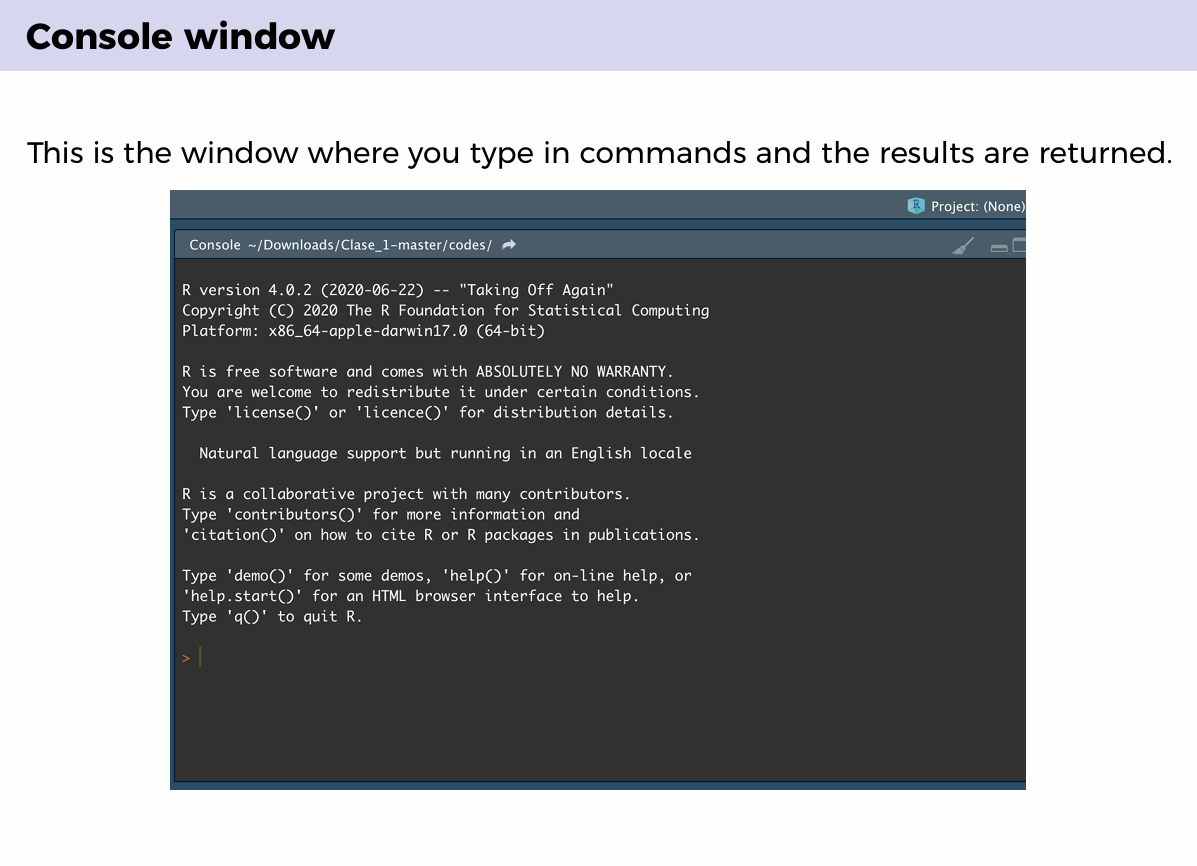 Console window
This is the window where you type in commands and the results are returned.
R Project: (None)
Console ~/Downloads/Clase_1-master/codes/
R version 4.0.2 (2020-06-22) -- "Taking Off Again"
Copyright (C) 2020 The R Foundation for Statistical Computing
Platform: x86_64-apple-darwin17.0 (64-bit)
R is free software and comes with ABSOLUTELY NO WARRANTY.
You are welcome to redistribute it under certain conditions.
Type 'license()' or 'licence()' for distribution details.
Natural language support but running in an English locale
R is a collaborative project with many contributors.
Type 'contributors()' for more information and
'citation()' on how to cite R or R packages in publications.
Type 'demo()' for some demos, 'help()' for on-line help, or
'help.start()' for an HTML browser interface to help.
Type 'q()' to quit R.
>